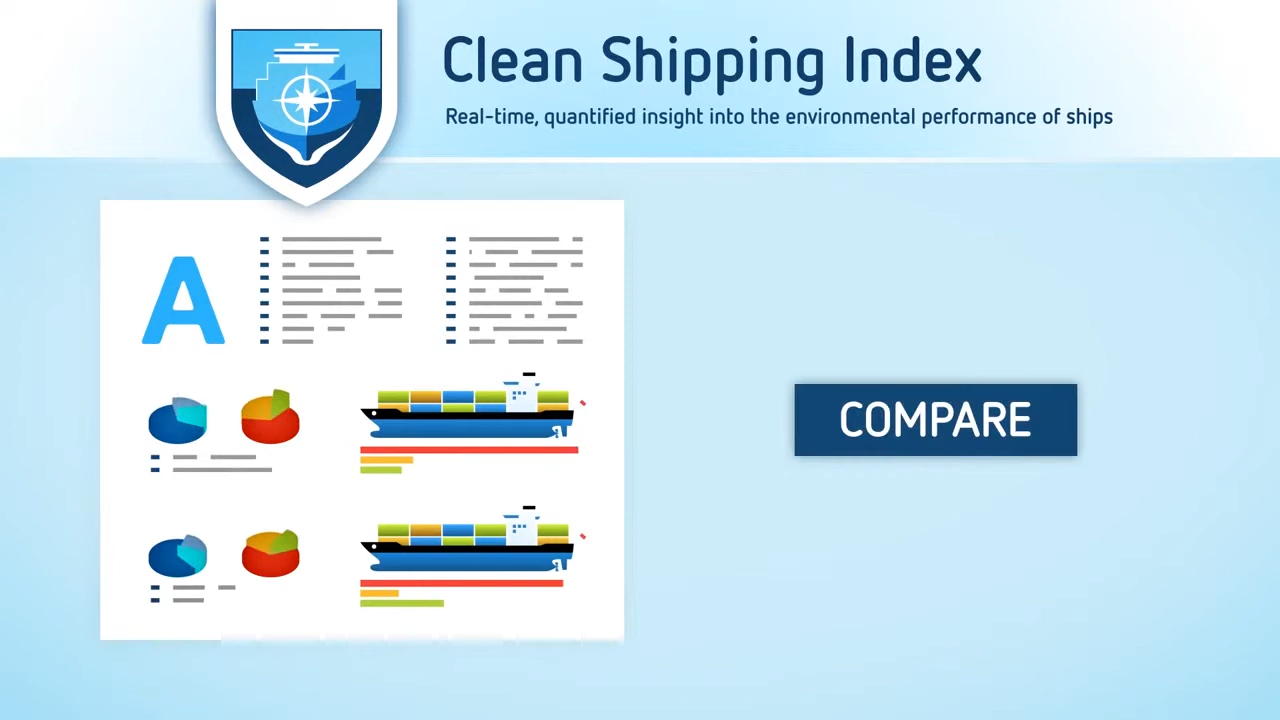 Clean Shipping Index
Real-time, quantified insight into the environmental performance of ships
A
COMPARE